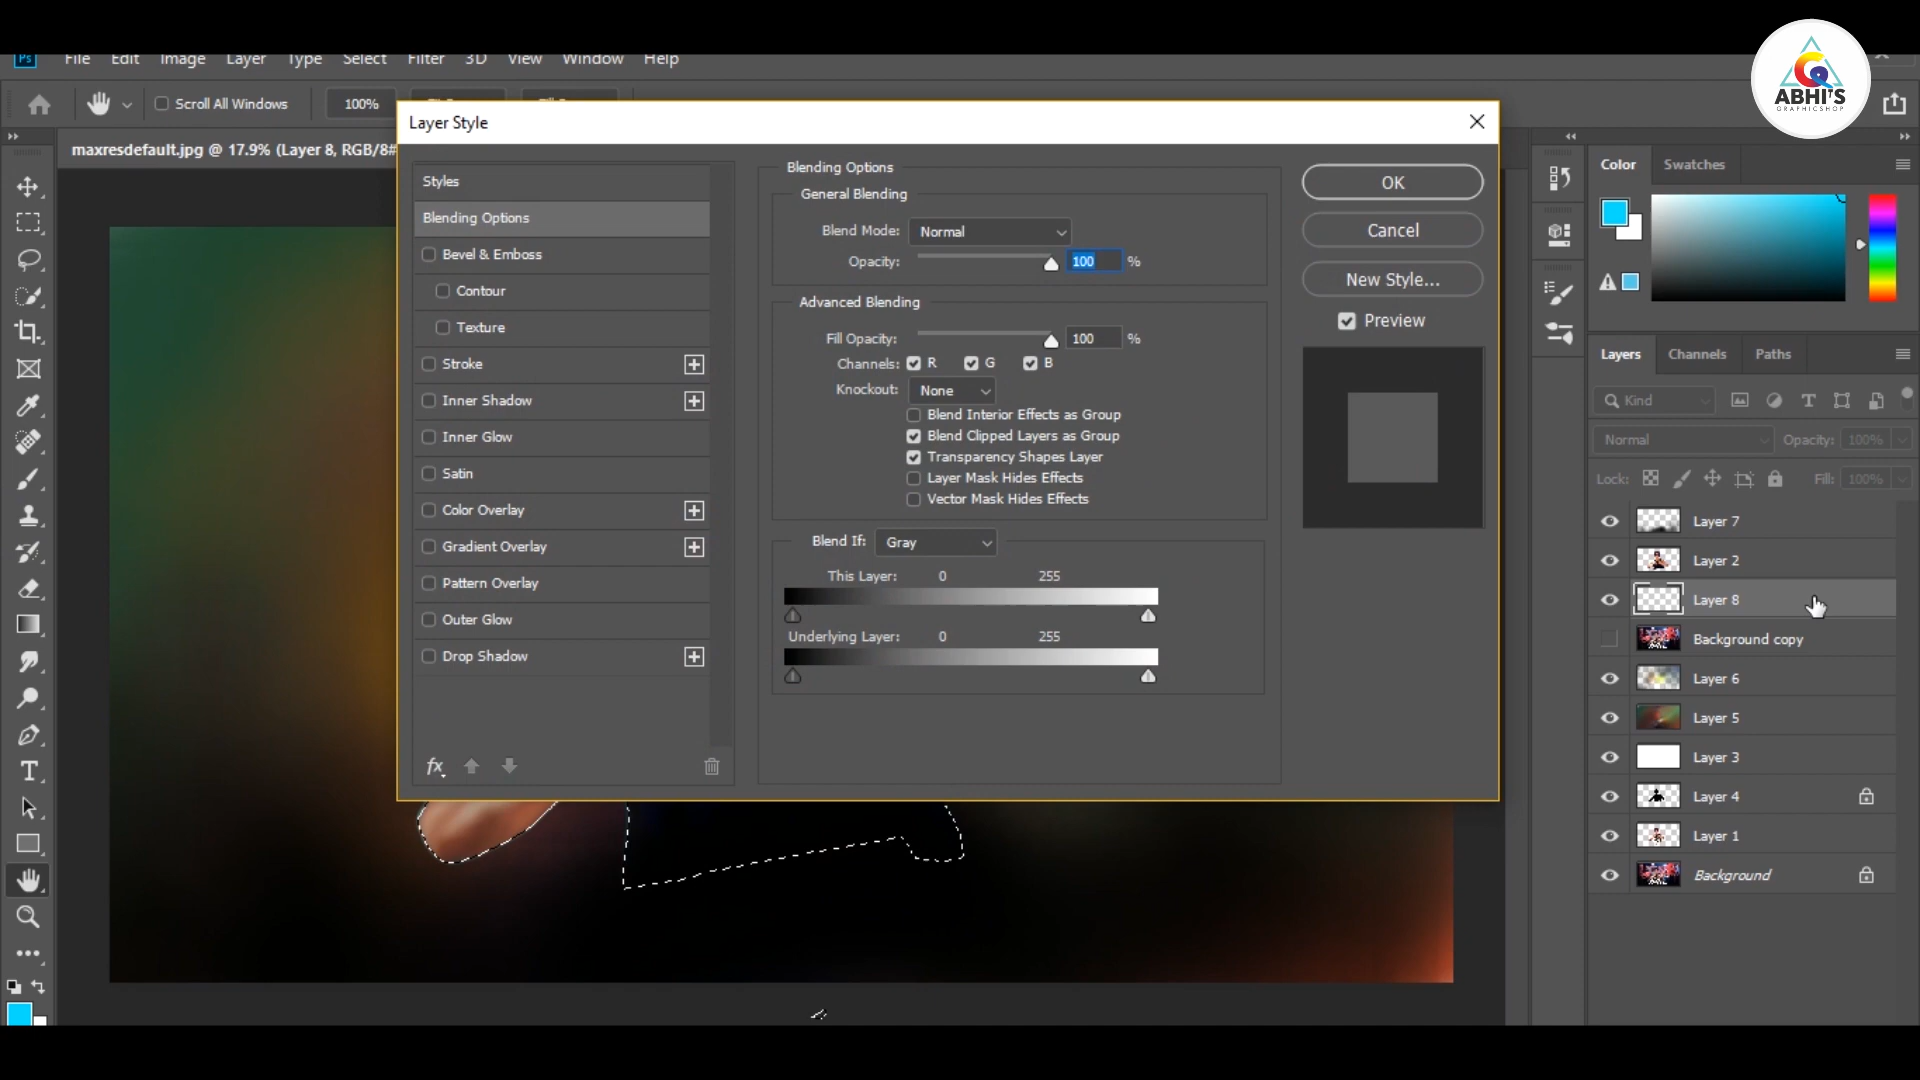 ABHI'S
GRAPHICSHOP
Ps File Edit Image Layer Type Select Filter 3D View Window Help
Scroll All Windows 100%
maxresdefault.jpg @ 17.9% (Layer 8, RGB/8#
Layer Style
Styles
Blending Options
Bevel & Emboss
Contour
Texture
Stroke
Inner Shadow
Inner Glow
Satin
Color Overlay
Gradient Overlay
Pattern Overlay
Outer Glow
Drop Shadow
fx
Blending Options
General Blending
Blend Mode: Normal
Opacity: 100 %
Advanced Blending
Fill Opacity: 100 %
Channels: R G B
Knockout: None
Blend Interior Effects as Group
Blend Clipped Layers as Group
Transparency Shapes Layer
Layer Mask Hides Effects
Vector Mask Hides Effects
Blend If: Gray
This Layer: 0 255
Underlying Layer: 0 255
OK
Cancel
New Style...
Preview
Color Swatches
Layers Channels Paths
Kind
Normal Opacity: 100%
Lock: Fill: 100%
Layer 7
Layer 2
Layer 8
Background copy
Layer 6
Layer 5
Layer 3
Layer 4
Layer 1
Background